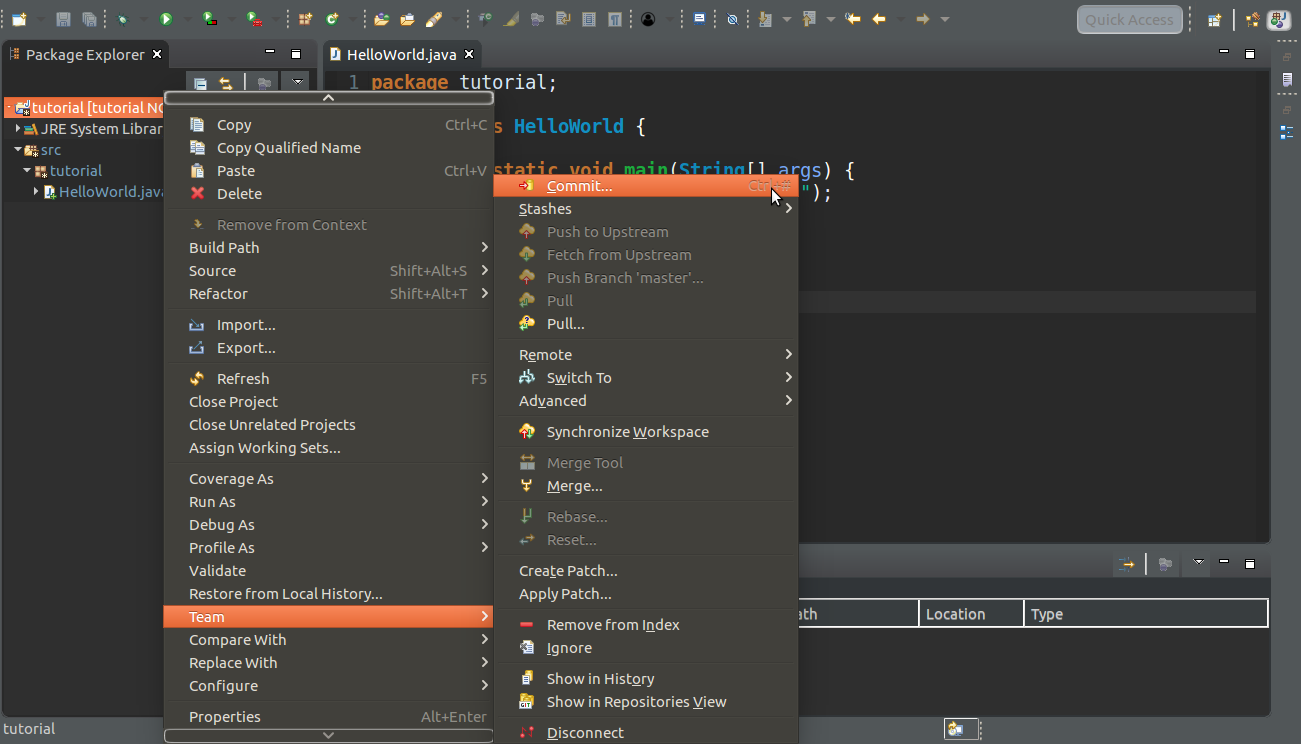 Quick Access
Package Explorer
HelloWorld.java
1 package tutorial;
tutorial [tutorial NO
HelloWorld {
JRE System Librar
src
static void main(String[] args) {
tutorial
");
HelloWorld.java
Copy Ctrl+C
Copy Qualified Name
Paste Ctrl+V
Delete
Remove from Context
Build Path
Source Shift+Alt+S
Refactor Shift+Alt+T
Import...
Export...
Refresh F5
Close Project
Close Unrelated Projects
Assign Working Sets...
Coverage As
Run As
Debug As
Profile As
Validate
Restore from Local History...
Team
Compare With
Replace With
Configure
Properties Alt+Enter
Commit... Ctrl+#
Stashes
Push to Upstream
Fetch from Upstream
Push Branch 'master'...
Pull
Pull...
Remote
Switch To
Advanced
Synchronize Workspace
Merge Tool
Merge...
Rebase...
Reset...
Create Patch...
Apply Patch...
Remove from Index
Ignore
Show in History
Show in Repositories View
Disconnect
Location Type
tutorial